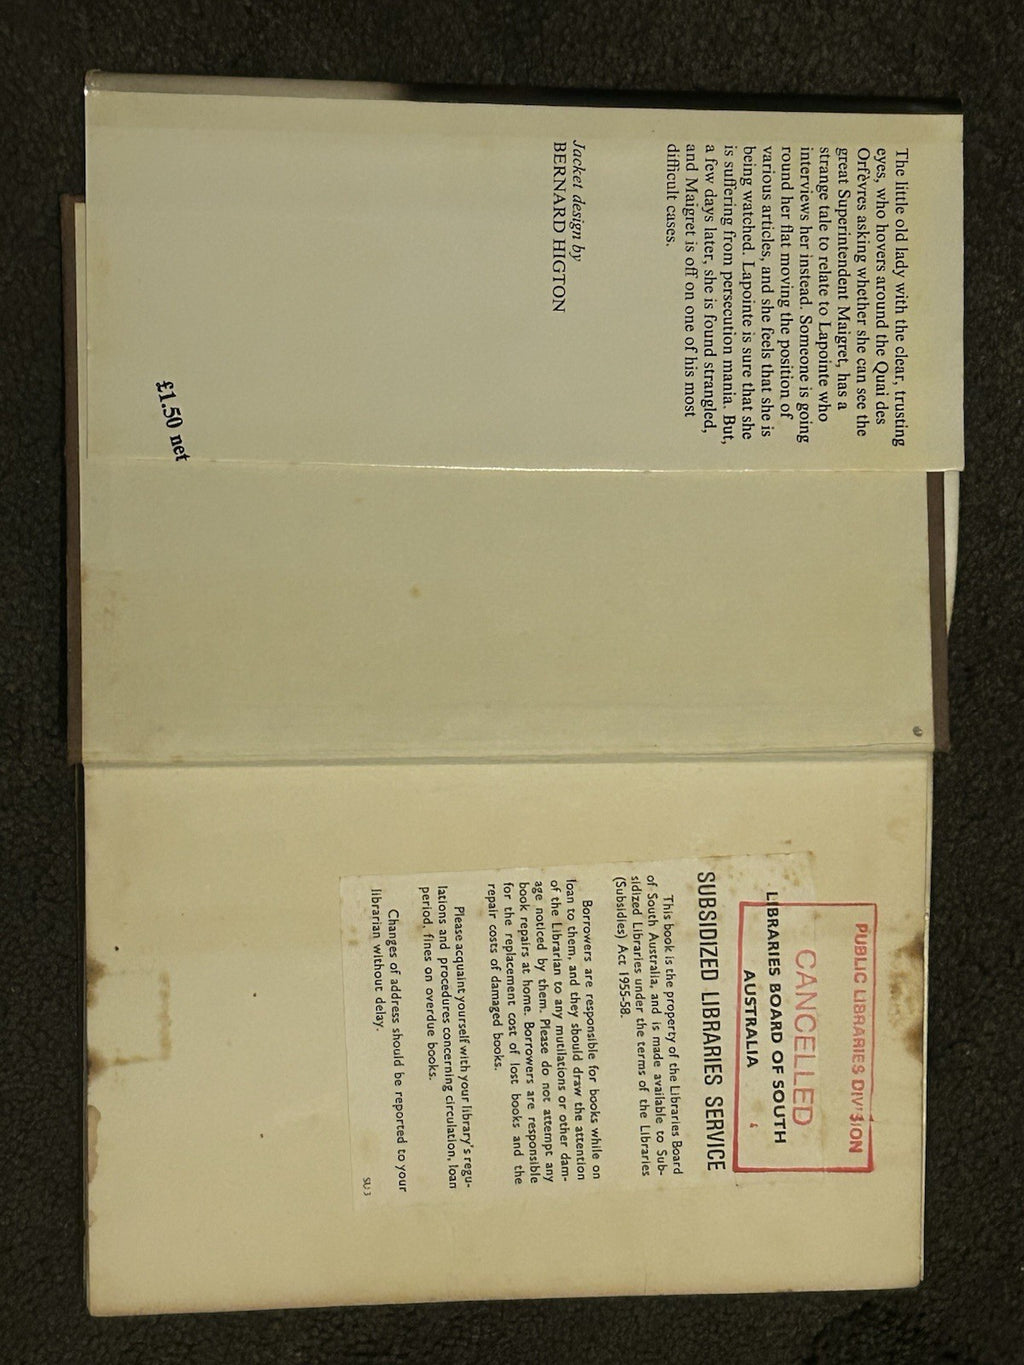 The little old lady with the clear, trusting
eyes, who hovers around the Quai des
Orfèvres asking whether she can see the
great Superintendent Maigret, has a
strange tale to relate to Lapointe who
interviews her instead. Someone is going
round her flat moving the position of
various articles, and she feels that she is
being watched. Lapointe is sure that she
is suffering from persecution mania. But,
a few days later, she is found strangled,
and Maigret is off on one of his most
difficult cases.
Jacket design by
BERNARD HIGTON
£1.50 net
PUBLIC LIBRARIES DIVISION
CANCELLED
LIBRARIES BOARD OF SOUTH
AUSTRALIA
SUBSIDIZED LIBRARIES SERVICE
This book is the property of the Libraries Board
of South Australia, and is made available to Sub-
sidized Libraries under the terms of the Libraries
(Subsidies) Act 1955-58.
Borrowers are responsible for books while on
loan to them, and they should draw the attention
of the Librarian to any mutilations or other dam-
age noticed by them. Please do not attempt any
book repairs at home. Borrowers are responsible
for the replacement cost of lost books and the
repair costs of damaged books.
Please acquaint yourself with your library's regu-
lations and procedures concerning circulation, loan
period, fines on overdue books.
Changes of address should be reported to your
librarian without delay.
SU 3